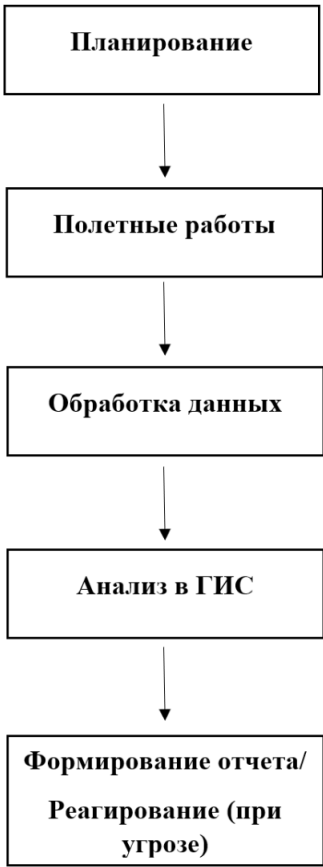 Планирование
Полетные работы
Обработка данных
Анализ в ГИС
Формирование отчета/
Реагирование (при
угрозе)